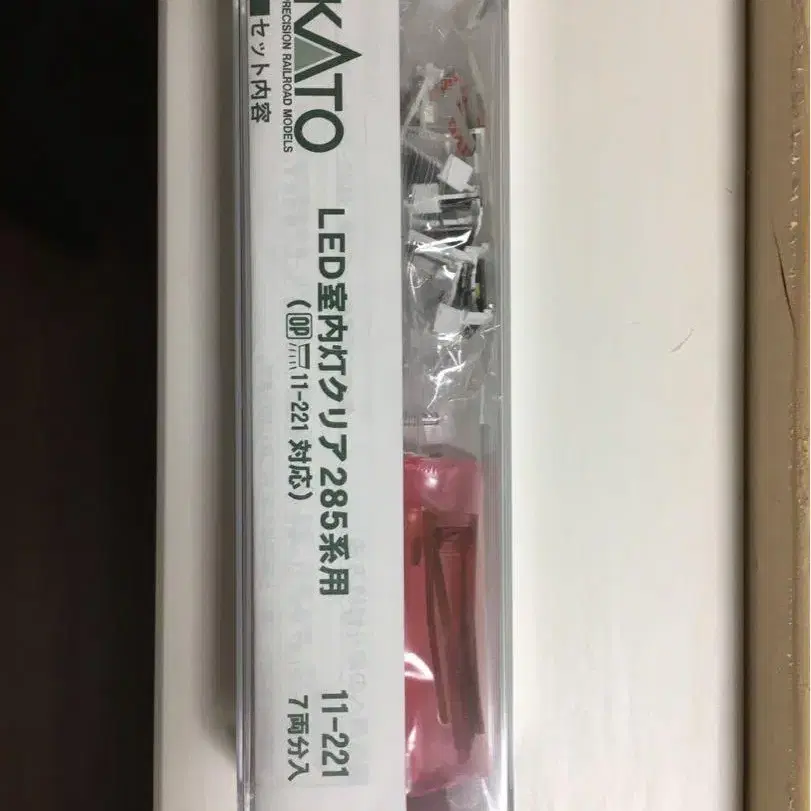 KATO
PRECISION RAILROAD MODELS
■セット内容
LED室内灯クリア285系用
(OP 11-221 対応)
11-221
7両分入